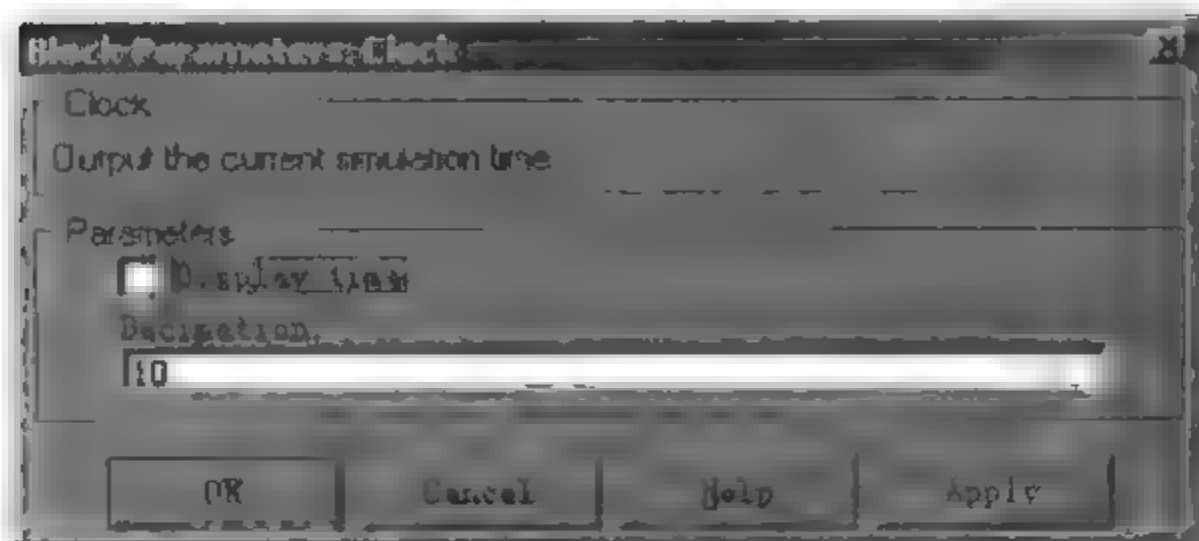 Block Parameters: Clock
Clock
Output the current simulation time
Parameters
Display time
Decimation
10
OK
Cancel
Help
Apply